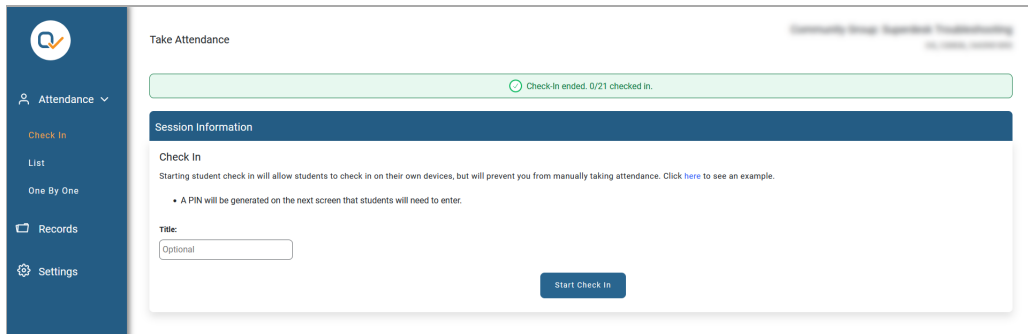 Take Attendance
Attendance
Check In
List
One By One
Records
Settings
Check-In ended. 0/21 checked in.
Session Information
Check In
Starting student check in will allow students to check in on their own devices, but will prevent you from manually taking attendance. Click here to see an example.
• A PIN will be generated on the next screen that students will need to enter.
Title:
Optional
Start Check In